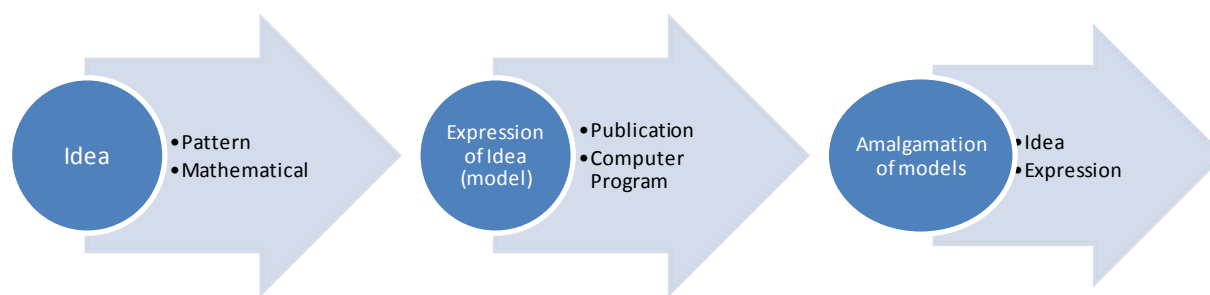 Idea
•Pattern
•Mathematical
Expression
of Idea
(model)
•Publication
•Computer
Program
Amalgamation
of models
•Idea
•Expression